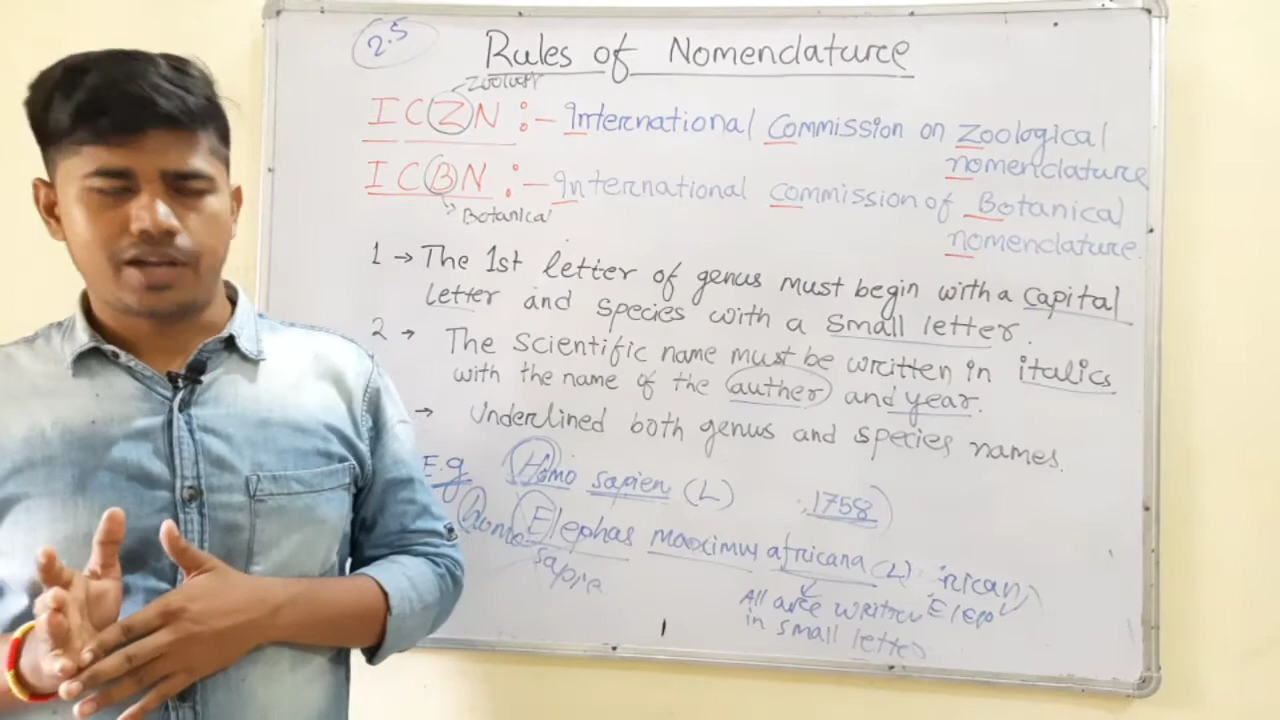 2.5
Rules of Nomenclature
Zoology
ICZN :- International Commission on Zoological
nomenclature
ICBN :- International commission of Botanical
Botanical
nomenclature.
1 → The 1st letter of genus must begin with a capital
letter and species with a small letter.
2 → The scientific name must be written in italics
with the name of the auther and year.
→ Underlined both genus and species names.
E.g Homo sapien (L) , 1758
homo Elephas maximus africana (L)
All are written
in small letter